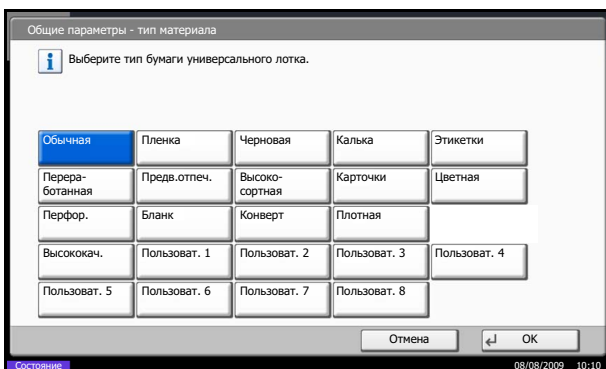 Общие параметры - тип материала
Выберите тип бумаги универсального лотка.
Обычная Пленка Черновая Калька Этикетки
Перера- Предв.отпеч. Высоко- Карточки Цветная
ботанная сортная
Перфор. Бланк Конверт Плотная
Высококач. Пользоват. 1 Пользоват. 2 Пользоват. 3 Пользоват. 4
Пользоват. 5 Пользоват. 6 Пользоват. 7 Пользоват. 8
Отмена OK
Состояние 08/08/2009 10:10